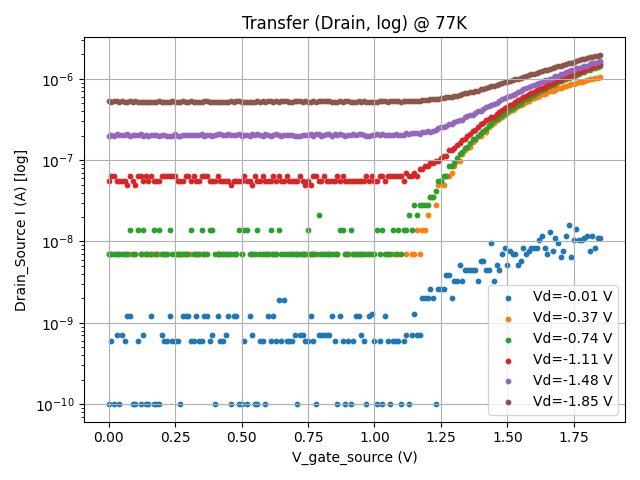 Transfer (Drain, log) @ 77K
Drain_Source I (A) [log]
10⁻⁶
10⁻⁷
10⁻⁸
10⁻⁹
10⁻¹⁰
Vd=-0.01 V
Vd=-0.37 V
Vd=-0.74 V
Vd=-1.11 V
Vd=-1.48 V
Vd=-1.85 V
0.00 0.25 0.50 0.75 1.00 1.25 1.50 1.75
V_gate_source (V)